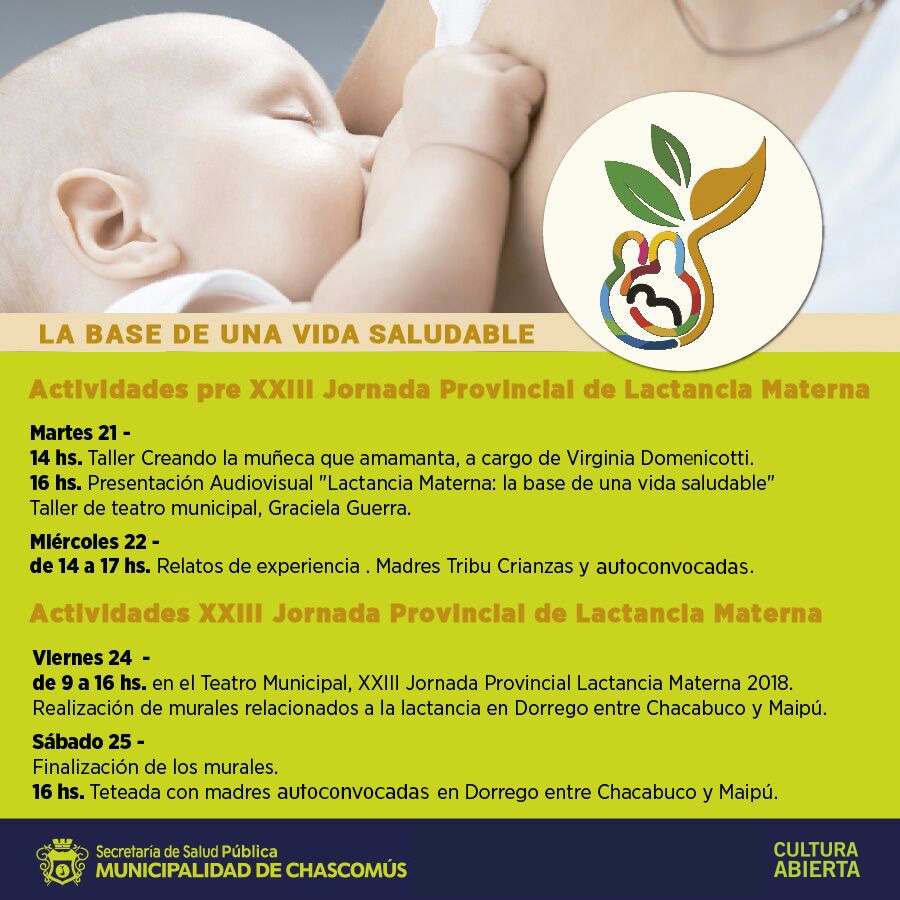 LA BASE DE UNA VIDA SALUDABLE
Actividades pre XXIII Jornada Provincial de Lactancia Materna
Martes 21 -
14 hs. Taller Creando la muñeca que amamanta, a cargo de Virginia Domenicotti.
16 hs. Presentación Audiovisual "Lactancia Materna: la base de una vida saludable"
Taller de teatro municipal, Graciela Guerra.
Miércoles 22 -
de 14 a 17 hs. Relatos de experiencia . Madres Tribu Crianzas y autoconvocadas.
Actividades XXIII Jornada Provincial de Lactancia Materna
Viernes 24 -
de 9 a 16 hs. en el Teatro Municipal, XXIII Jornada Provincial Lactancia Materna 2018.
Realización de murales relacionados a la lactancia en Dorrego entre Chacabuco y Maipú.
Sábado 25 -
Finalización de los murales.
16 hs. Teteada con madres autoconvocadas en Dorrego entre Chacabuco y Maipú.
Secretaría de Salud Pública
MUNICIPALIDAD DE CHASCOMÚS
CULTURA
ABIERTA